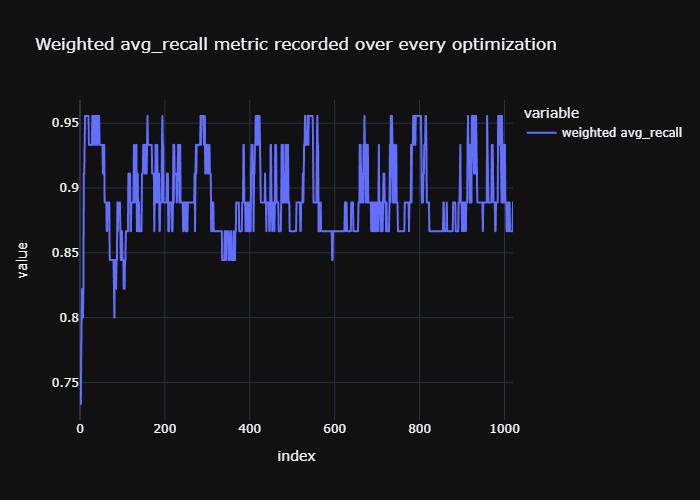 Weighted avg_recall metric recorded over every optimization
variable
weighted avg_recall
0.95
0.9
0.85
0.8
0.75
value
0 200 400 600 800 1000
index